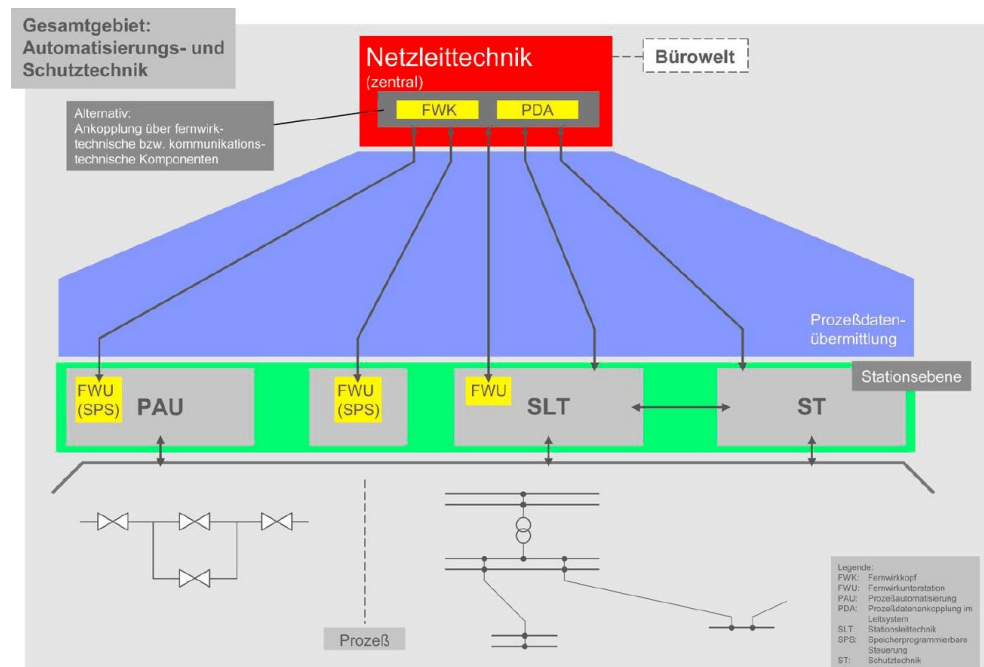 Gesamtgebiet:
Automatisierungs- und
Schutztechnik
Netzleittechnik
(zentral)
Bürowelt
FWK
PDA
Alternativ:
Ankopplung über fernwirk-
technische bzw. kommunikations-
technische Komponenten
Prozeßdaten-
übermittlung
Stationsebene
FWU
(SPS)
PAU
FWU
(SPS)
FWU
SLT
ST
Prozeß
Legende:
FWK: Fernwirkkopf
FWU: Fernwirkunterstation
PAU: Prozeßautomatisierung
PDA: Prozeßdatenankopplung im
Leitsystem
SLT: Stationsleittechnik
SPS: Speicherprogrammierbare
Steuerung
ST: Schutztechnik